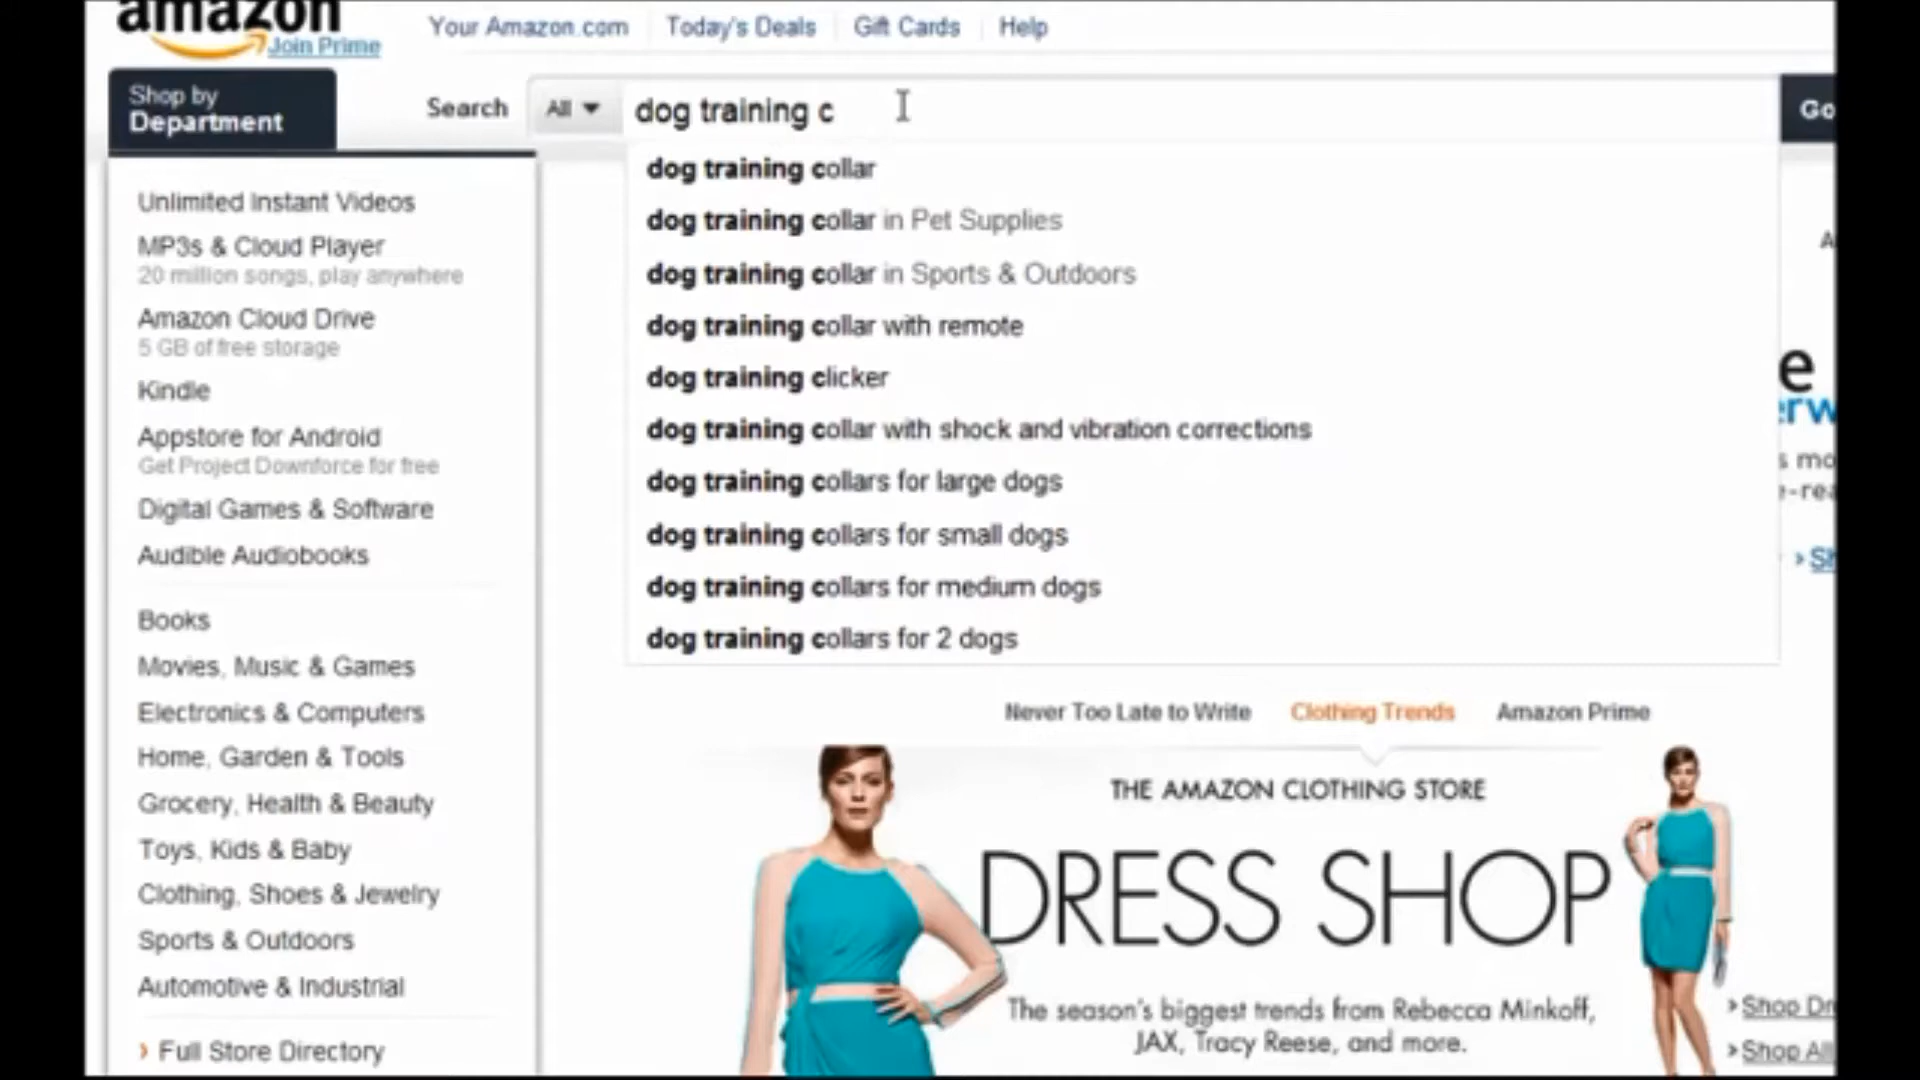 amazon
Join Prime
Your Amazon.com
Today's Deals
Gift Cards
Help
Shop by
Department
Search
All
dog training c
Go
dog training collar
dog training collar in Pet Supplies
dog training collar in Sports & Outdoors
dog training collar with remote
dog training clicker
dog training collar with shock and vibration corrections
dog training collars for large dogs
dog training collars for small dogs
dog training collars for medium dogs
dog training collars for 2 dogs
Unlimited Instant Videos
MP3s & Cloud Player
20 million songs, play anywhere
Amazon Cloud Drive
5 GB of free storage
Kindle
Appstore for Android
Get Project Downforce for free
Digital Games & Software
Audible Audiobooks
Books
Movies, Music & Games
Electronics & Computers
Home, Garden & Tools
Grocery, Health & Beauty
Toys, Kids & Baby
Clothing, Shoes & Jewelry
Sports & Outdoors
Automotive & Industrial
Full Store Directory
Never Too Late to Write
Clothing Trends
Amazon Prime
THE AMAZON CLOTHING STORE
DRESS SHOP
The season's biggest trends from Rebecca Minkoff,
JAX, Tracy Reese, and more.
Shop
Shop All